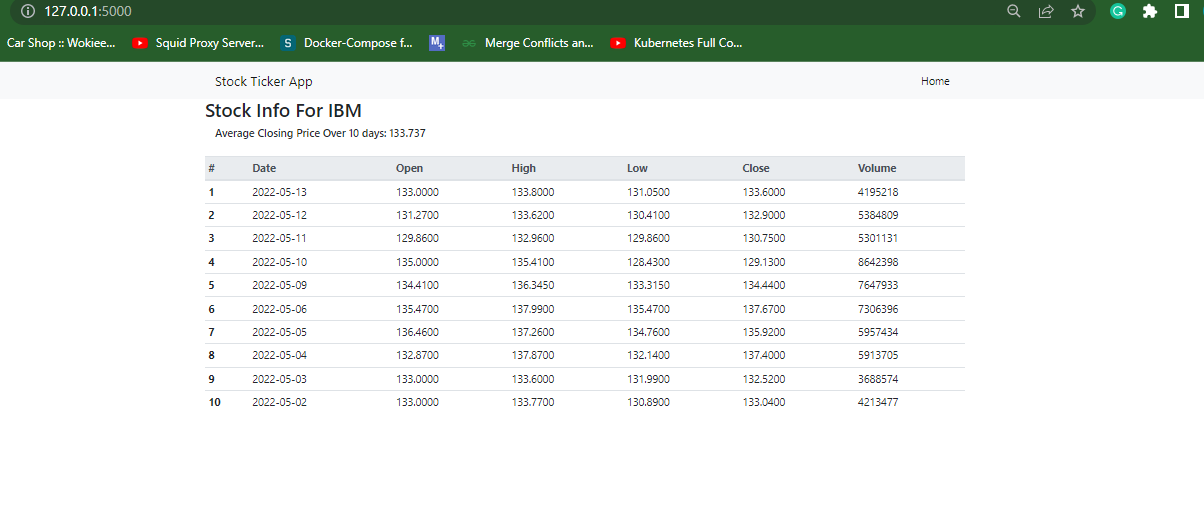 127.0.0.1:5000
Car Shop :: Wokiee... Squid Proxy Server... S Docker-Compose f... M+ Merge Conflicts an... Kubernetes Full Co...
Stock Ticker App Home
Stock Info For IBM
Average Closing Price Over 10 days: 133.737
# Date Open High Low Close Volume
1 2022-05-13 133.0000 133.8000 131.0500 133.6000 4195218
2 2022-05-12 131.2700 133.6200 130.4100 132.9000 5384809
3 2022-05-11 129.8600 132.9600 129.8600 130.7500 5301131
4 2022-05-10 135.0000 135.4100 128.4300 129.1300 8642398
5 2022-05-09 134.4100 136.3450 133.3150 134.4400 7647933
6 2022-05-06 135.4700 137.9900 135.4700 137.6700 7306396
7 2022-05-05 136.4600 137.2600 134.7600 135.9200 5957434
8 2022-05-04 132.8700 137.8700 132.1400 137.4000 5913705
9 2022-05-03 133.0000 133.6000 131.9900 132.5200 3688574
10 2022-05-02 133.0000 133.7700 130.8900 133.0400 4213477